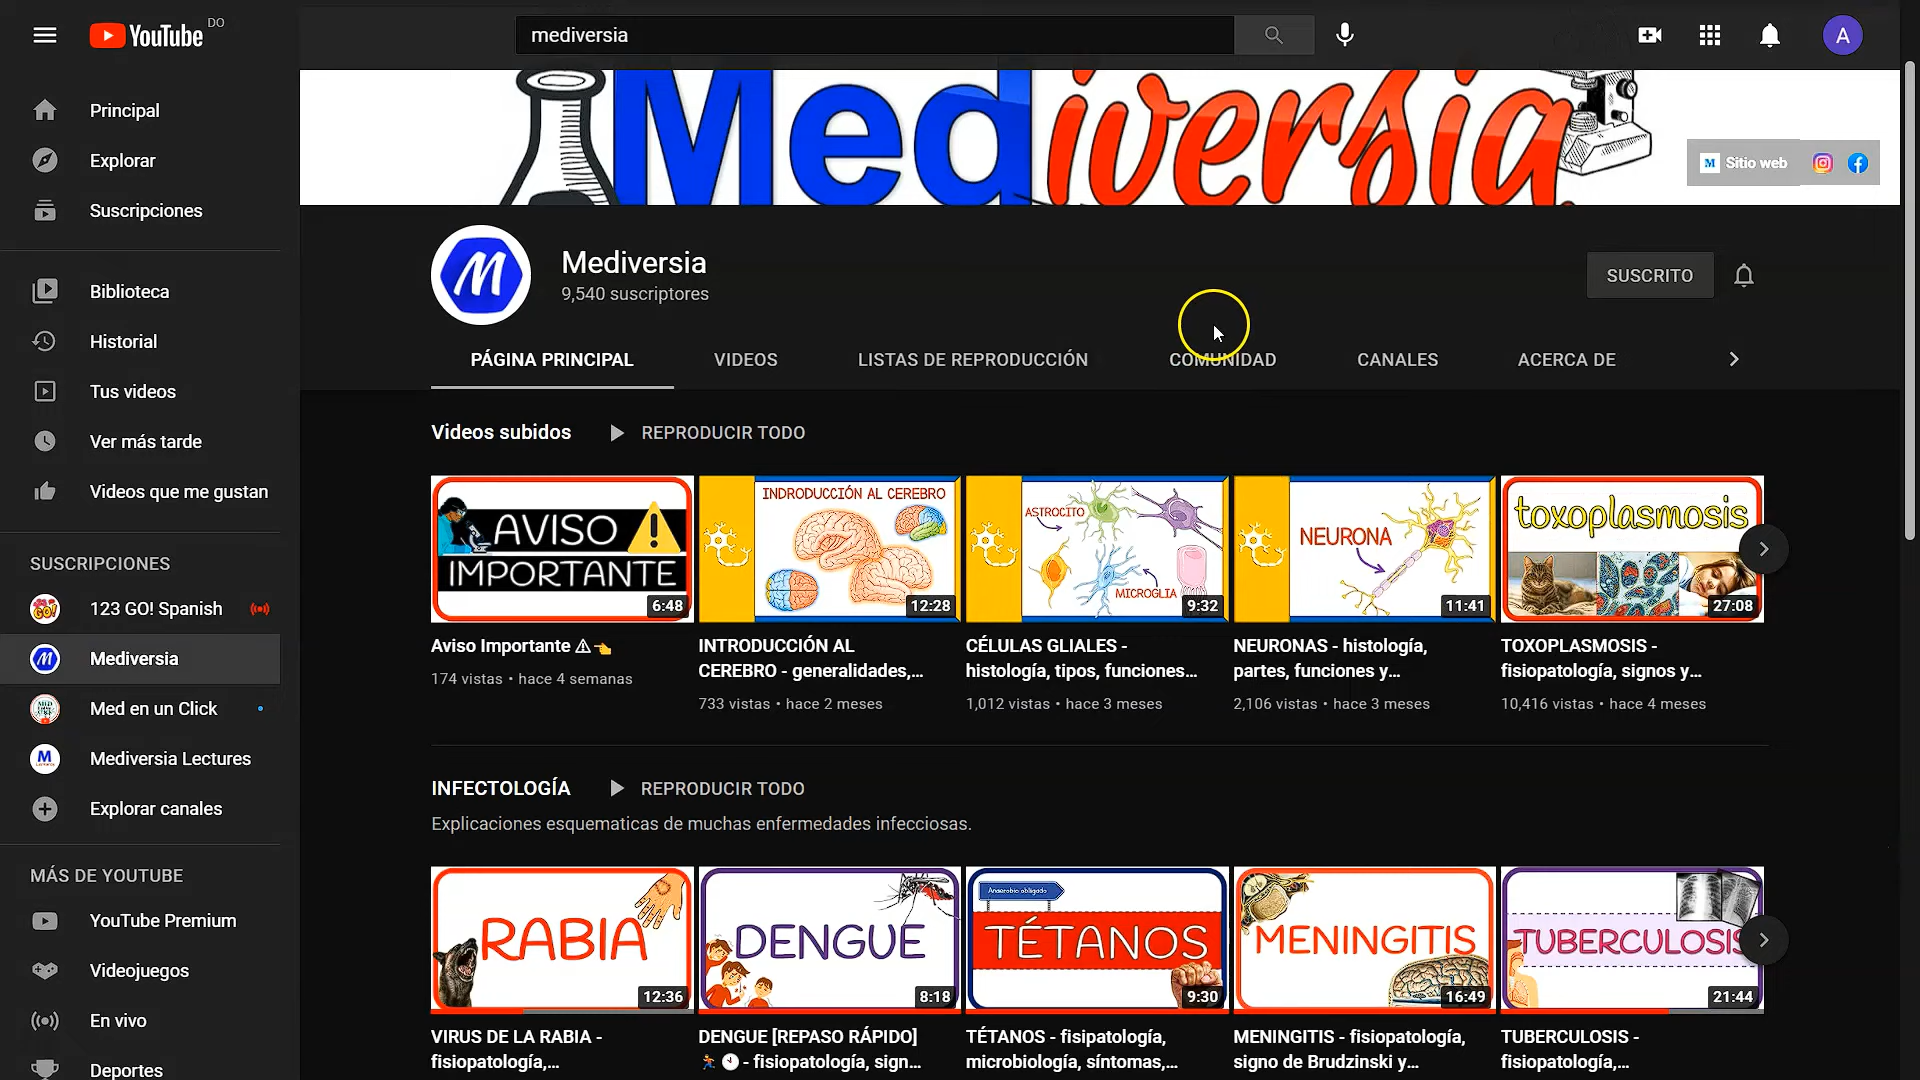 YouTube DO
mediversia
A
Principal
Explorar
Suscripciones
Biblioteca
Historial
Tus videos
Ver más tarde
Videos que me gustan
SUSCRIPCIONES
123 GO! Spanish
Mediversia
Med en un Click
Mediversia Lectures
Explorar canales
MÁS DE YOUTUBE
YouTube Premium
Videojuegos
En vivo
Deportes
Mediversia
M Sitio web
M
Mediversia
9,540 suscriptores
SUSCRITO
PÁGINA PRINCIPAL
VIDEOS
LISTAS DE REPRODUCCIÓN
COMUNIDAD
CANALES
ACERCA DE
Videos subidos
REPRODUCIR TODO
AVISO
IMPORTANTE
6:48
Aviso Importante ⚠👈
174 vistas • hace 4 semanas
INDRODUCCIÓN AL CEREBRO
12:28
INTRODUCCIÓN AL
CEREBRO - generalidades,...
733 vistas • hace 2 meses
ASTROCITO
MICROGLIA
9:32
CÉLULAS GLIALES -
histología, tipos, funciones...
1,012 vistas • hace 3 meses
NEURONA
11:41
NEURONAS - histología,
partes, funciones y...
2,106 vistas • hace 3 meses
toxoplasmosis
27:08
TOXOPLASMOSIS -
fisiopatología, signos y...
10,416 vistas • hace 4 meses
INFECTOLOGÍA
REPRODUCIR TODO
Explicaciones esquematicas de muchas enfermedades infecciosas.
RABIA
12:36
VIRUS DE LA RABIA -
fisiopatología,...
DENGUE
8:18
DENGUE [REPASO RÁPIDO]
🏃🕙 - fisiopatología, sign...
Anaerobio obligado
TÉTANOS
9:30
TÉTANOS - fisipatología,
microbiología, síntomas,...
MENINGITIS
16:49
MENINGITIS - fisiopatología,
signo de Brudzinski y...
TUBERCULOSIS
21:44
TUBERCULOSIS -
fisiopatología,...